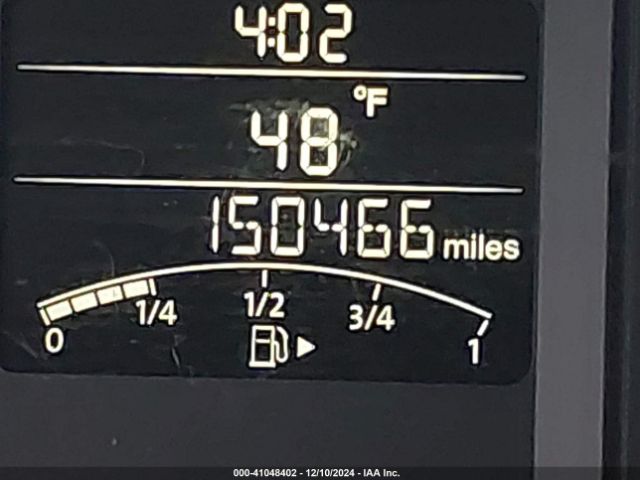 4:02
°F
48
150466 miles
0 1/4 1/2 3/4 1
000-41048402 - 12/10/2024 - IAA Inc.